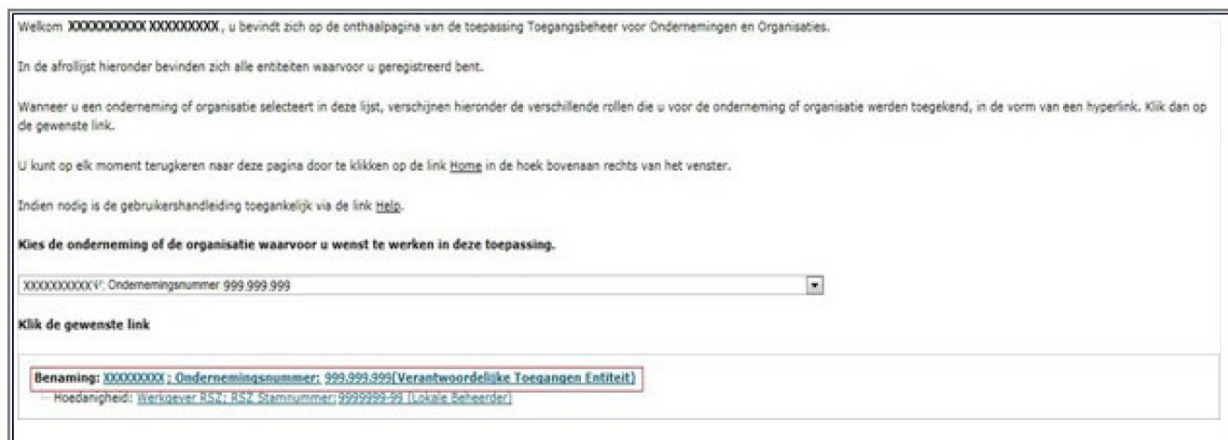 Welkom XXXXXXXXXXX XXXXXXXXX , u bevindt zich op de onthaalpagina van de toepassing Toegangsbeheer voor Ondernemingen en Organisaties.
In de afrollijst hieronder bevinden zich alle entiteiten waarvoor u geregistreerd bent.
Wanneer u een onderneming of organisatie selecteert in deze lijst, verschijnen hieronder de verschillende rollen die u voor de onderneming of organisatie werden toegekend, in de vorm van een hyperlink. Klik dan op
de gewenste link.
U kunt op elk moment terugkeren naar deze pagina door te klikken op de link Home in de hoek bovenaan rechts van het venster.
Indien nodig is de gebruikershandleiding toegankelijk via de link Help.
Kies de onderneming of de organisatie waarvoor u wenst te werken in deze toepassing.
XXXXXXXXXX ; Ondernemingsnummer 999.999.999
Klik de gewenste link
Benaming: XXXXXXXXX ; Ondernemingsnummer: 999.999.999(Verantwoordelijke Toegangen Entiteit)
Hoedanigheid: Werkgever RSZ; RSZ Stamnummer: 9999999-99 (Lokale Beheerder)